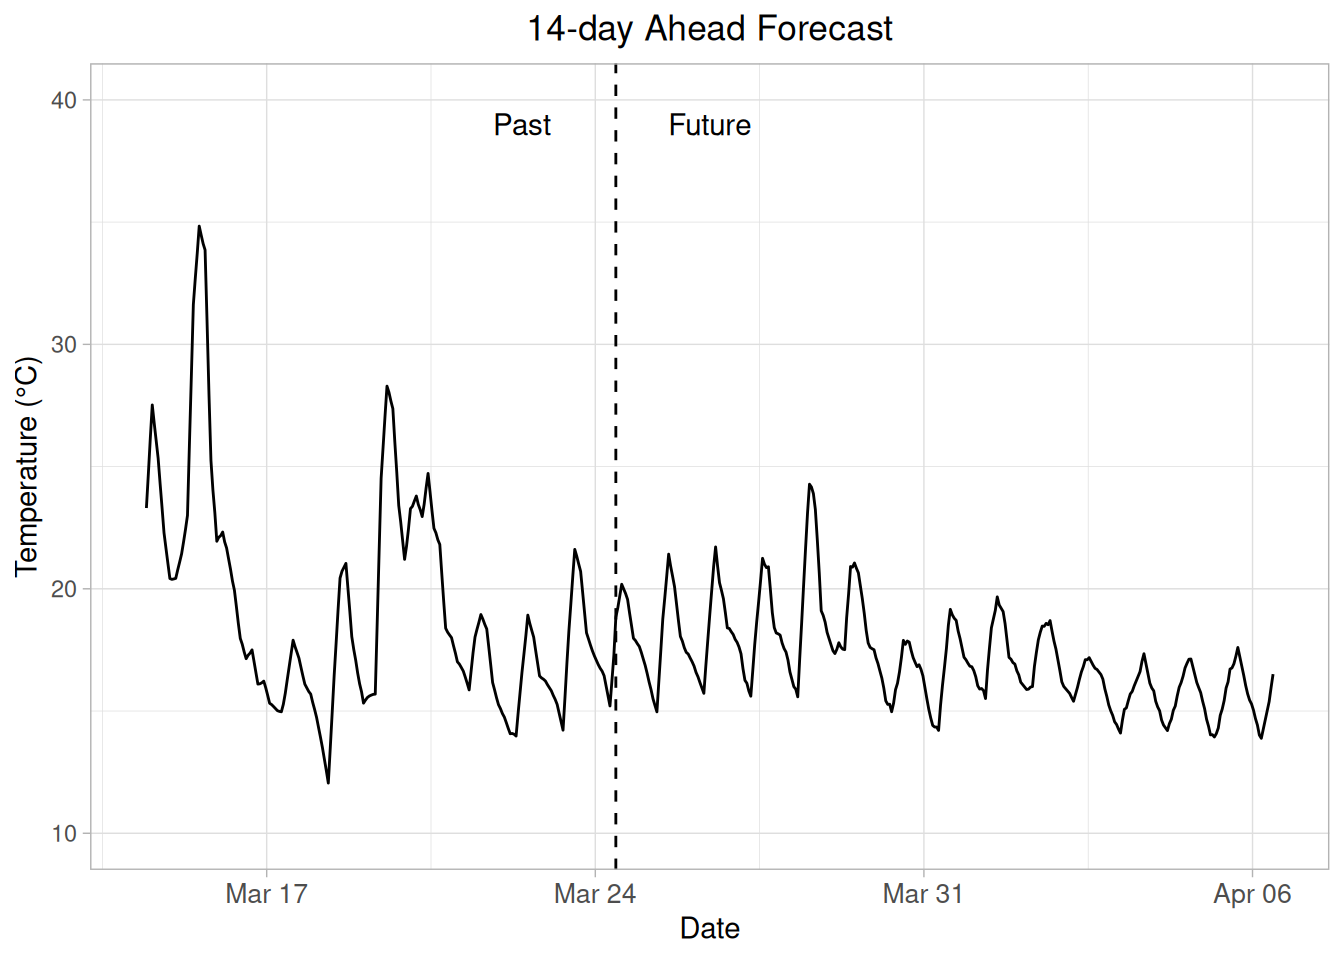 14-day Ahead Forecast
Past
Future
40
30
20
10
Temperature (°C)
Mar 17
Mar 24
Mar 31
Apr 06
Date